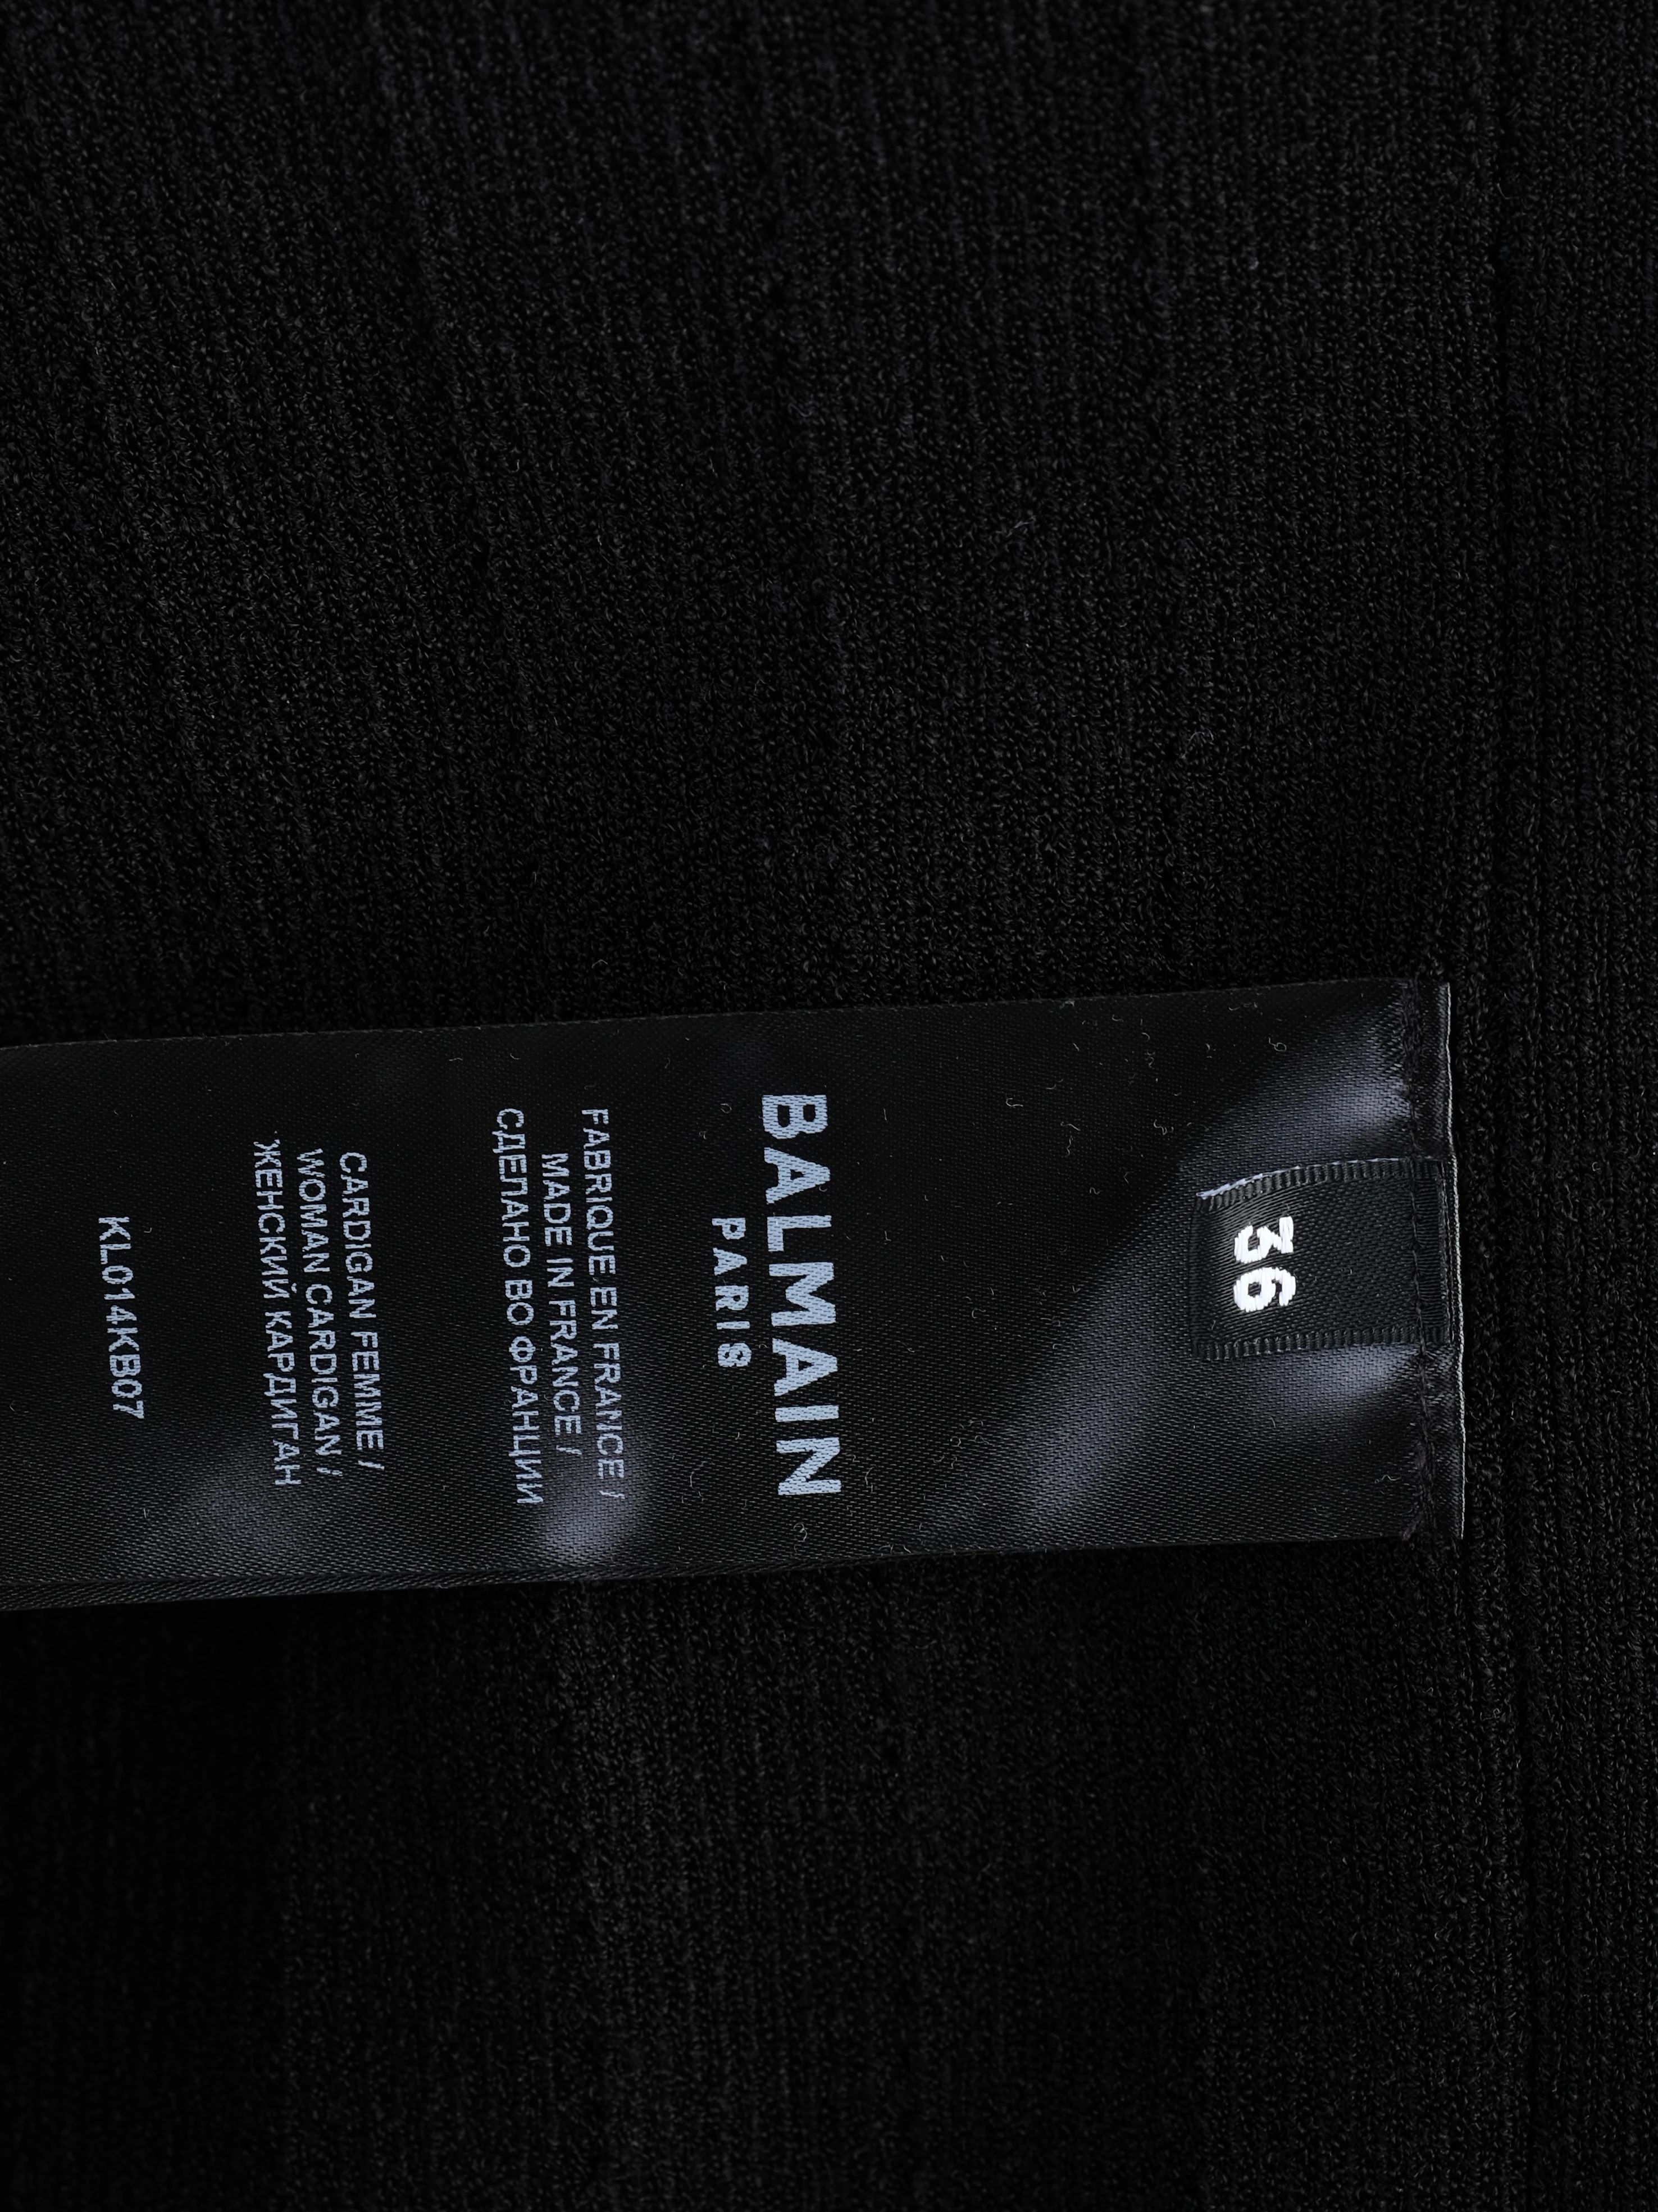 36
BALMAIN
PARIS
FABRIQUE EN FRANCE /
MADE IN FRANCE /
СДЕЛАНО ВО ФРАНЦИИ
CARDIGAN FEMME /
WOMAN CARDIGAN /
ЖЕНСКИЙ КАРДИГАН
KL014KB07